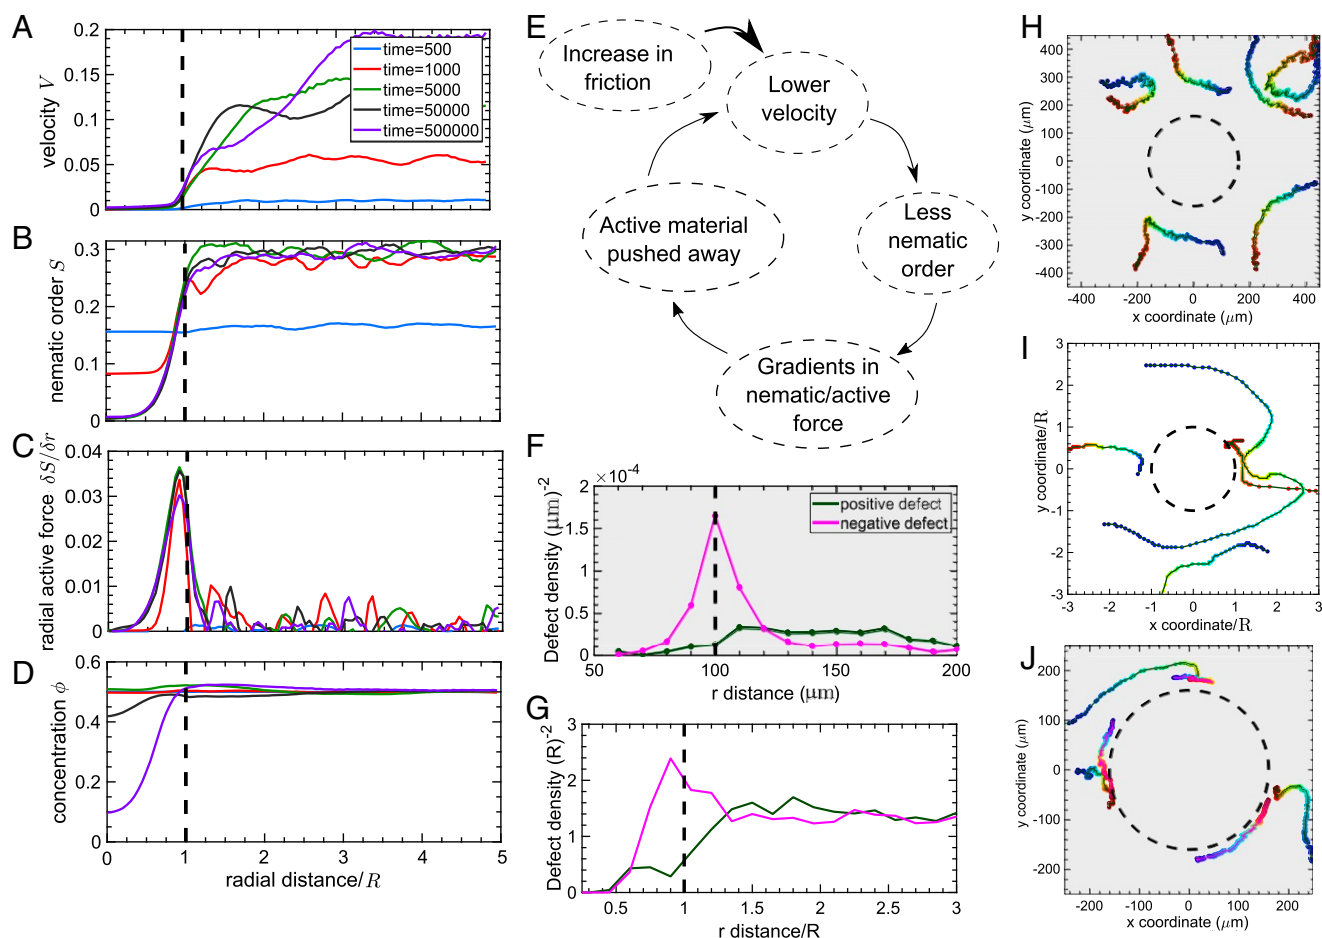 A
0.2
0.15
0.1
0.05
0
velocity V
time=500
time=1000
time=5000
time=50000
time=500000
B
0.3
0.2
0.1
0
nematic order S
C
0.04
0.03
0.02
0.01
0
radial active force δS/δr
D
0.6
0.4
0.2
0
concentration ϕ
0 1 2 3 4 5
radial distance/R
E
Increase in
friction
Lower
velocity
Less
nematic
order
Gradients in
nematic/active
force
Active material
pushed away
F
×10⁻⁴
2
1.5
1
0.5
0
Defect density (μm)⁻²
positive defect
negative defect
50 100 150 200
r distance (μm)
G
3
2
1
0
Defect density (R)⁻²
0.5 1 1.5 2 2.5 3
r distance/R
H
400
300
200
100
0
-100
-200
-300
-400
y coordinate (μm)
-400 -200 0 200 400
x coordinate (μm)
I
3
2
1
0
-1
-2
-3
y coordinate/R
-3 -2 -1 0 1 2 3
x coordinate/R
J
200
100
0
-100
-200
y coordinate (μm)
-200 -100 0 100 200
x coordinate (μm)